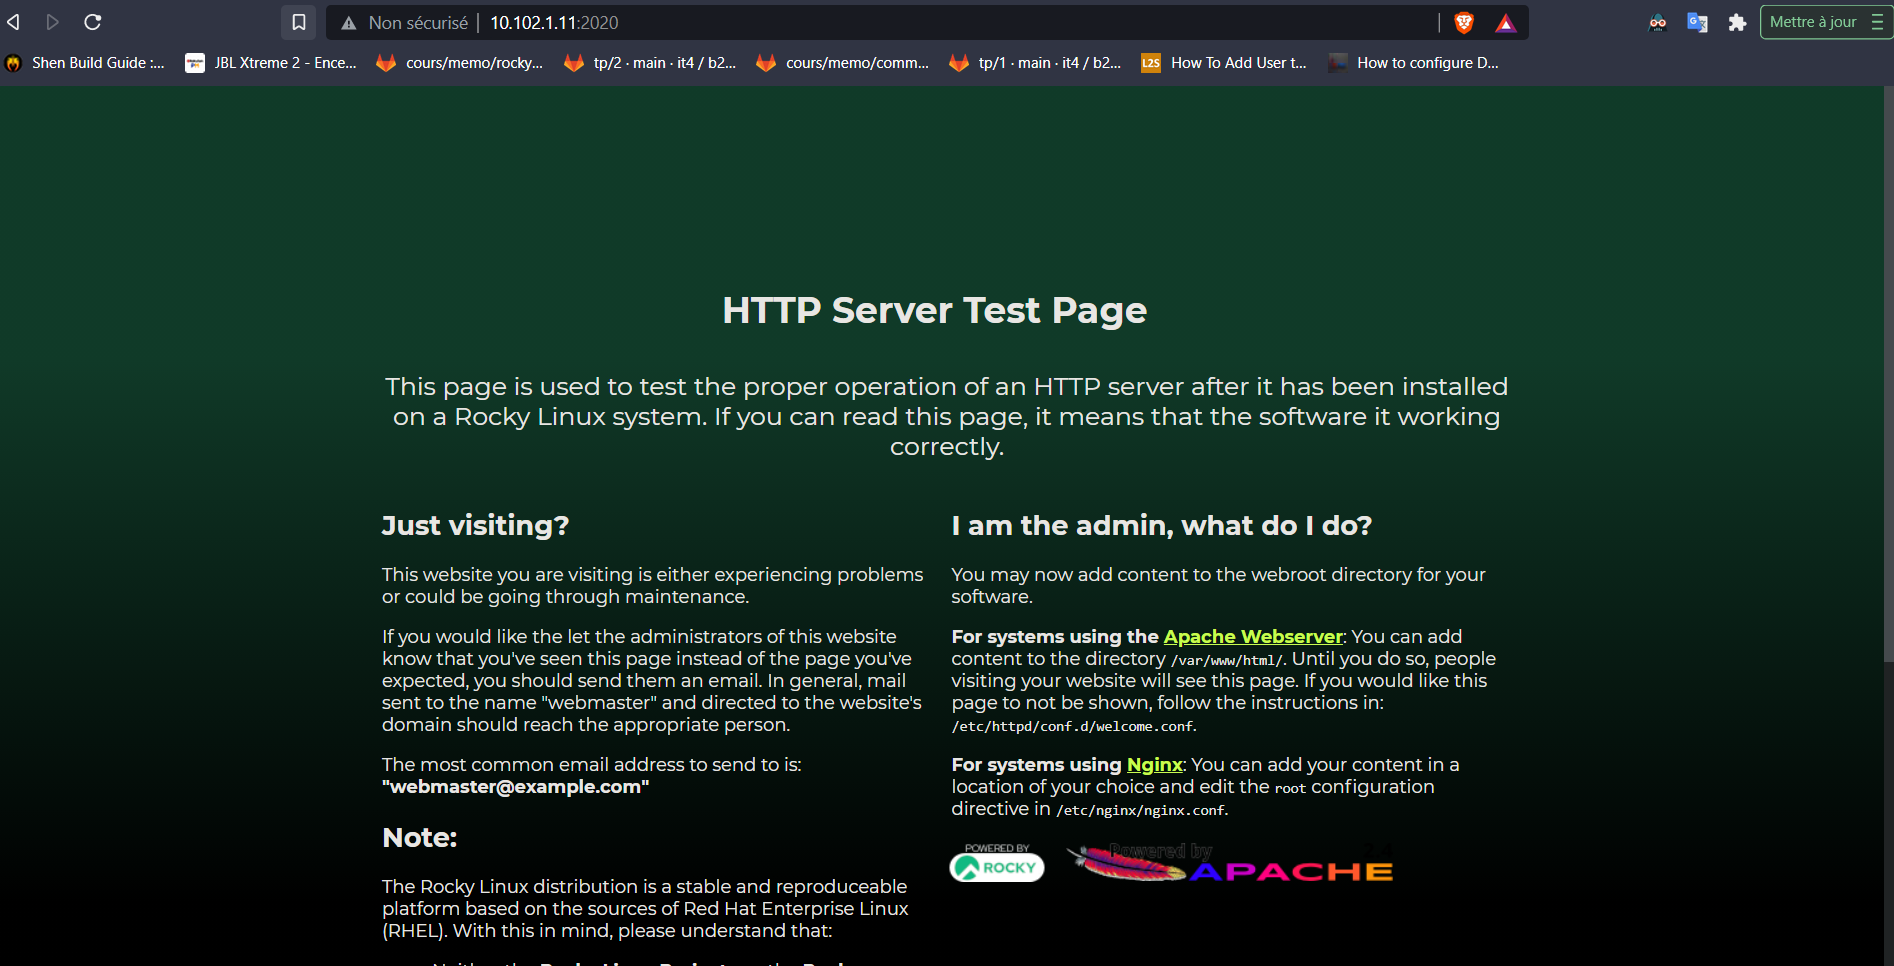 Non sécurisé | 10.102.1.11:2020
Mettre à jour
Shen Build Guide :...
JBL Xtreme 2 - Ence...
cours/memo/rocky...
tp/2 · main · it4 / b2...
cours/memo/comm...
tp/1 · main · it4 / b2...
L2S
How To Add User t...
How to configure D...
HTTP Server Test Page
This page is used to test the proper operation of an HTTP server after it has been installed
on a Rocky Linux system. If you can read this page, it means that the software it working
correctly.
Just visiting?
This website you are visiting is either experiencing problems
or could be going through maintenance.
If you would like the let the administrators of this website
know that you've seen this page instead of the page you've
expected, you should send them an email. In general, mail
sent to the name "webmaster" and directed to the website's
domain should reach the appropriate person.
The most common email address to send to is:
"webmaster@example.com"
Note:
The Rocky Linux distribution is a stable and reproduceable
platform based on the sources of Red Hat Enterprise Linux
(RHEL). With this in mind, please understand that:
I am the admin, what do I do?
You may now add content to the webroot directory for your
software.
For systems using the Apache Webserver: You can add
content to the directory /var/www/html/. Until you do so, people
visiting your website will see this page. If you would like this
page to not be shown, follow the instructions in:
/etc/httpd/conf.d/welcome.conf.
For systems using Nginx: You can add your content in a
location of your choice and edit the root configuration
directive in /etc/nginx/nginx.conf.
POWERED BY
ROCKY
Powered by
2.4
APACHE